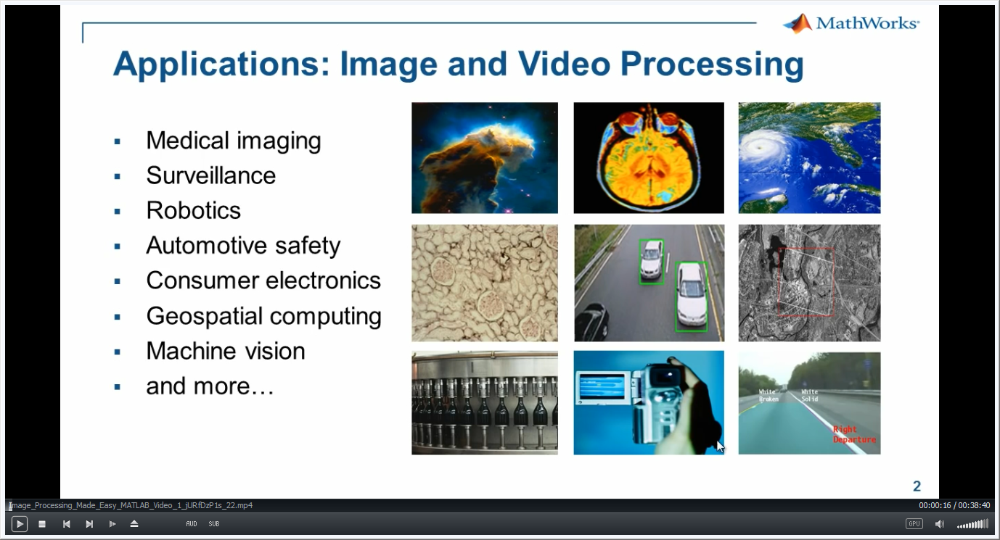 MathWorks®
Applications: Image and Video Processing
▪ Medical imaging
▪ Surveillance
▪ Robotics
▪ Automotive safety
▪ Consumer electronics
▪ Geospatial computing
▪ Machine vision
▪ and more…
White
Broken
White
Solid
Right
Departure
2
Image_Processing_Made_Easy_MATLAB_Video_1_jURfDzP1s_22.mp4
00:00:16 / 00:38:40
AUD SUB
GPU